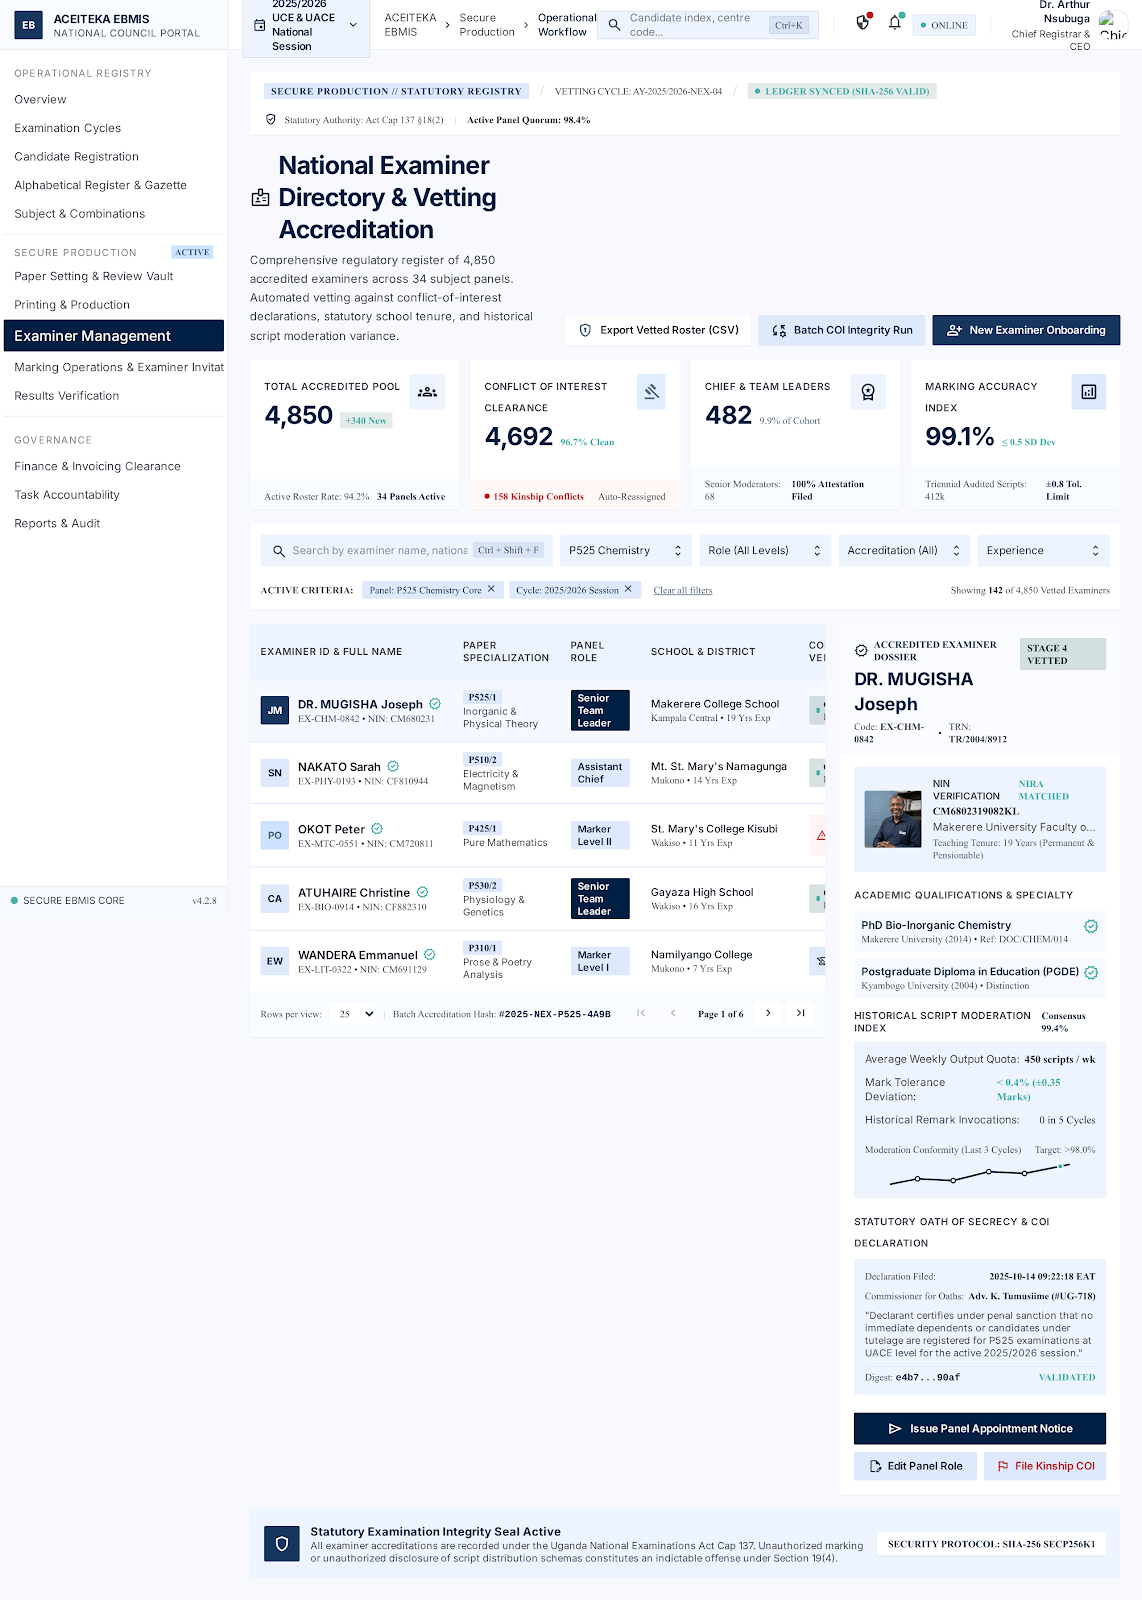 EB
ACEITEKA EBMIS
NATIONAL COUNCIL PORTAL
2025/2026
UCE & UACE
National
Session
ACEITEKA
EBMIS
Secure
Production
Operational
Workflow
Candidate index, centre
code...
Ctrl+K
ONLINE
Dr. Arthur
Nsubuga
Chief Registrar &
CEO
OPERATIONAL REGISTRY
Overview
Examination Cycles
Candidate Registration
Alphabetical Register & Gazette
Subject & Combinations
SECURE PRODUCTION
ACTIVE
Paper Setting & Review Vault
Printing & Production
Examiner Management
Marking Operations & Examiner Invitat
Results Verification
GOVERNANCE
Finance & Invoicing Clearance
Task Accountability
Reports & Audit
SECURE EBMIS CORE
v4.2.8
SECURE PRODUCTION // STATUTORY REGISTRY
/
VETTING CYCLE: AY-2025/2026-NEX-04
/
LEDGER SYNCED (SHA-256 VALID)
Statutory Authority: Act Cap 137 §18(2)
Active Panel Quorum: 98.4%
National Examiner
Directory & Vetting
Accreditation
Comprehensive regulatory register of 4,850
accredited examiners across 34 subject panels.
Automated vetting against conflict-of-interest
declarations, statutory school tenure, and historical
script moderation variance.
Export Vetted Roster (CSV)
Batch COI Integrity Run
New Examiner Onboarding
TOTAL ACCREDITED POOL
4,850
+340 New
Active Roster Rate: 94.2%
34 Panels Active
CONFLICT OF INTEREST
CLEARANCE
4,692
96.7% Clean
158 Kinship Conflicts
Auto-Reassigned
CHIEF & TEAM LEADERS
482
9.9% of Cohort
Senior Moderators:
68
100% Attestation
Filed
MARKING ACCURACY
INDEX
99.1%
≤ 0.5 SD Dev
Triennial Audited Scripts:
412k
±0.8 Tol.
Limit
Search by examiner name, nationa
Ctrl + Shift + F
P525 Chemistry
Role (All Levels)
Accreditation (All)
Experience
ACTIVE CRITERIA:
Panel: P525 Chemistry Core
Cycle: 2025/2026 Session
Clear all filters
Showing 142 of 4,850 Vetted Examiners
EXAMINER ID & FULL NAME
PAPER
SPECIALIZATION
PANEL
ROLE
SCHOOL & DISTRICT
JM
DR. MUGISHA Joseph
EX-CHM-0842 • NIN: CM680231
P525/1
Inorganic &
Physical Theory
Senior
Team
Leader
Makerere College School
Kampala Central • 19 Yrs Exp
SN
NAKATO Sarah
EX-PHY-0193 • NIN: CF810944
P510/2
Electricity &
Magnetism
Assistant
Chief
Mt. St. Mary's Namagunga
Mukono • 14 Yrs Exp
PO
OKOT Peter
EX-MTC-0551 • NIN: CM720811
P425/1
Pure Mathematics
Marker
Level II
St. Mary's College Kisubi
Wakiso • 11 Yrs Exp
CA
ATUHAIRE Christine
EX-BIO-0914 • NIN: CF882310
P530/2
Physiology &
Genetics
Senior
Team
Leader
Gayaza High School
Wakiso • 16 Yrs Exp
EW
WANDERA Emmanuel
EX-LIT-0322 • NIN: CM691129
P310/1
Prose & Poetry
Analysis
Marker
Level I
Namilyango College
Mukono • 7 Yrs Exp
Rows per view:
25
Batch Accreditation Hash: #2025-NEX-P525-4A9B
Page 1 of 6
ACCREDITED EXAMINER
DOSSIER
STAGE 4
VETTED
DR. MUGISHA
Joseph
Code: EX-CHM-
0842
•
TRN:
TR/2004/8912
NIN
VERIFICATION
NIRA
MATCHED
CM6802319082KL
Makerere University Faculty o...
Teaching Tenure: 19 Years (Permanent &
Pensionable)
ACADEMIC QUALIFICATIONS & SPECIALTY
PhD Bio-Inorganic Chemistry
Makerere University (2014) • Ref: DOC/CHEM/014
Postgraduate Diploma in Education (PGDE)
Kyambogo University (2004) • Distinction
HISTORICAL SCRIPT MODERATION
INDEX
Consensus
99.4%
Average Weekly Output Quota:
450 scripts / wk
Mark Tolerance
Deviation:
< 0.4% (±0.35
Marks)
Historical Remark Invocations:
0 in 5 Cycles
Moderation Conformity (Last 3 Cycles)
Target: >98.0%
STATUTORY OATH OF SECRECY & COI
DECLARATION
Declaration Filed:
2025-10-14 09:22:18 EAT
Commissioner for Oaths:
Adv. K. Tumusiime (#UG-718)
"Declarant certifies under penal sanction that no
immediate dependents or candidates under
tutelage are registered for P525 examinations at
UACE level for the active 2025/2026 session."
Digest: e4b7...90af
VALIDATED
Issue Panel Appointment Notice
Edit Panel Role
File Kinship COI
Statutory Examination Integrity Seal Active
All examiner accreditations are recorded under the Uganda National Examinations Act Cap 137. Unauthorized marking
or unauthorized disclosure of script distribution schemas constitutes an indictable offense under Section 19(4).
SECURITY PROTOCOL: SHA-256 SECP256K1